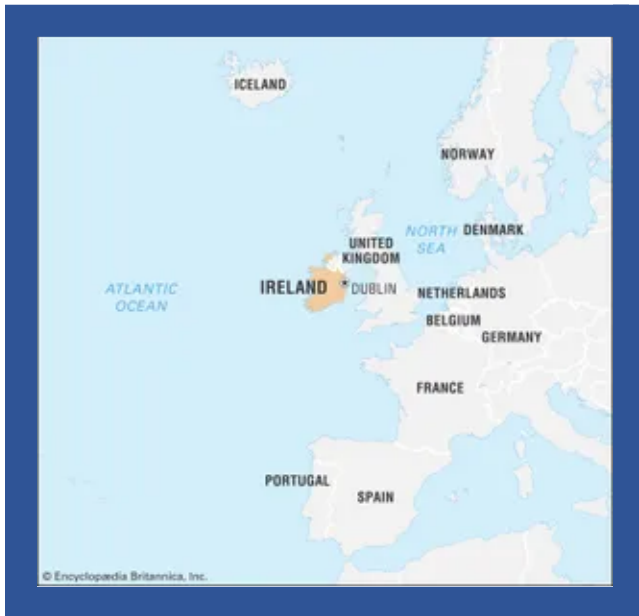 ICELAND
NORWAY
NORTH
SEA
DENMARK
UNITED
KINGDOM
ATLANTIC
OCEAN
IRELAND
*DUBLIN
NETHERLANDS
BELGIUM
GERMANY
FRANCE
PORTUGAL
SPAIN
© Encyclopædia Britannica, Inc.